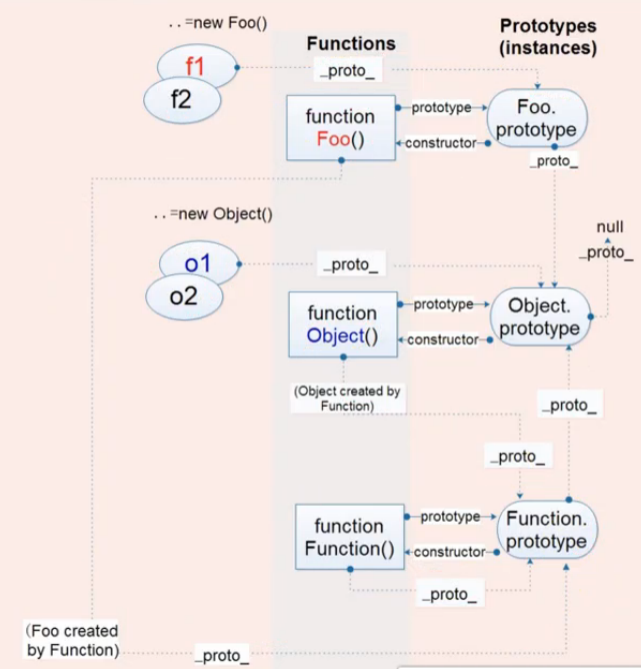 . . =new Foo()
Prototypes
(instances)
Functions
f1
_proto_
f2
function
Foo()
prototype
constructor
Foo.
prototype
_proto_
. . =new Object()
null
_proto_
o1
_proto_
o2
function
Object()
prototype
constructor
Object.
prototype
(Object created by
Function)
_proto_
_proto_
function
Function()
prototype
constructor
Function.
prototype
_proto_
(Foo created
by Function)
_proto_